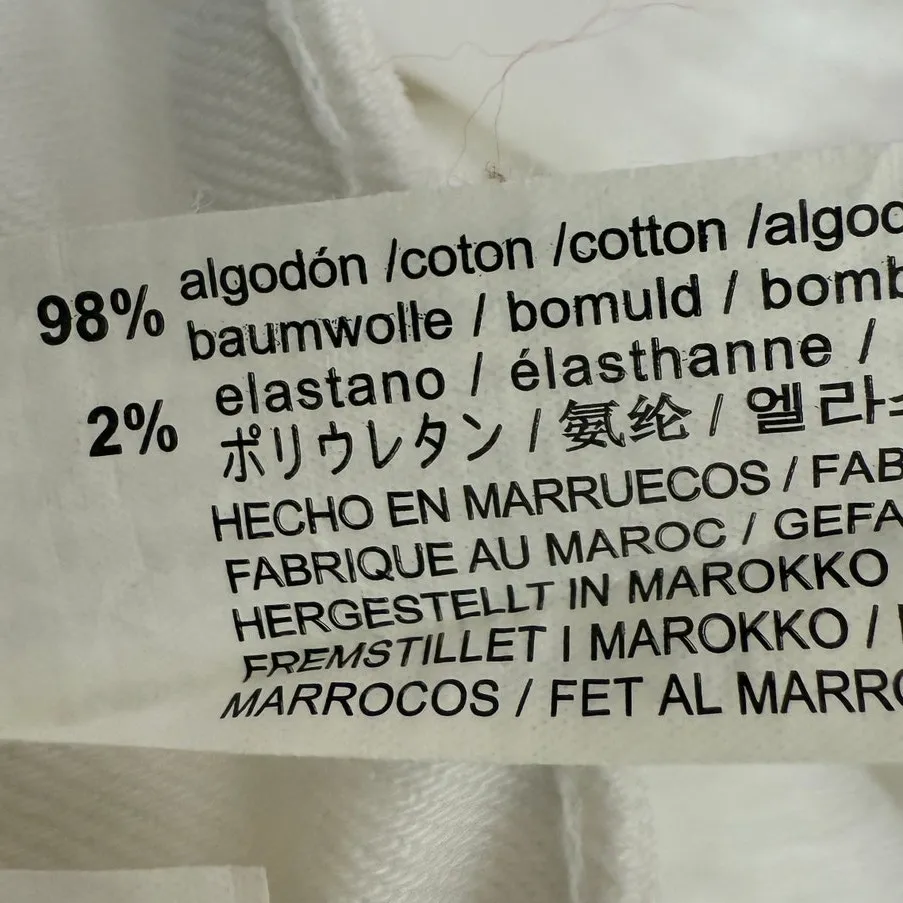 98% algodón /coton /cotton /algod
baumwolle / bomuld / bomb
2% elastano / élasthanne /
ポリウレタン / 氨纶 / 엘라스
HECHO EN MARRUECOS / FAB
FABRIQUE AU MAROC / GEFA
HERGESTELLT IN MAROKKO
FREMSTILLET I MAROKKO /
MARROCOS / FET AL MARRO